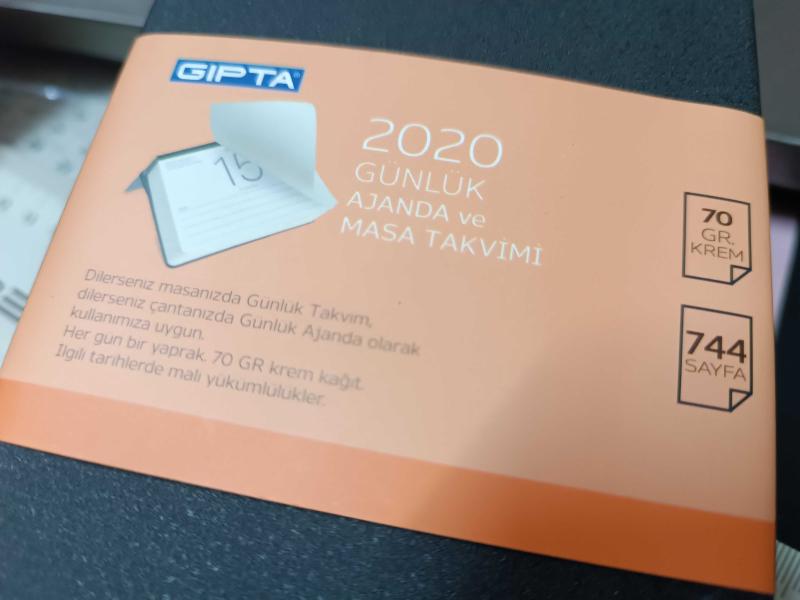 GIPTA
15
2020
GÜNLÜK
AJANDA ve
MASA TAKVİMİ
Dilerseniz masanızda Günlük Takvim,
dilerseniz çantanızda Günlük Ajanda olarak
kullanımıza uygun.
Her gün bir yaprak. 70 GR krem kağıt.
İlgili tarihlerde mali yükümlülükler.
70
GR.
KREM
744
SAYFA